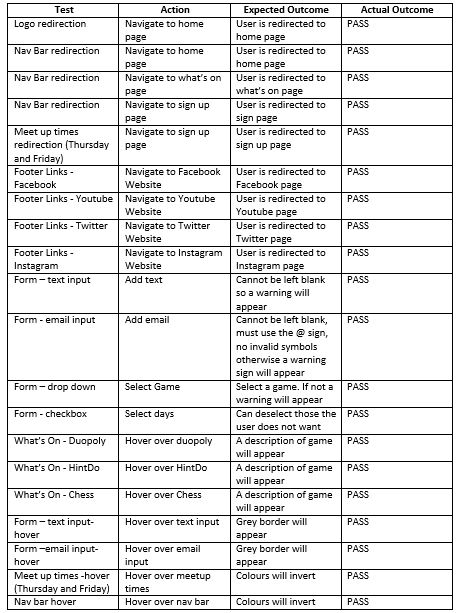 Test Action Expected Outcome Actual Outcome
Logo redirection Navigate to home User is redirected to PASS
page home page
Nav Bar redirection Navigate to home User is redirected to PASS
page home page
Nav Bar redirection Navigate to what's on User is redirected to PASS
page what's on page
Nav Bar redirection Navigate to sign up User is redirected to PASS
page sign page
Meet up times Navigate to sign up User is redirected to PASS
redirection (Thursday page sign up page
and Friday)
Footer Links - Navigate to Facebook User is redirected to PASS
Facebook Website Facebook page
Footer Links - Youtube Navigate to Youtube User is redirected to PASS
Website Youtube page
Footer Links - Twitter Navigate to Twitter User is redirected to PASS
Website Twitter page
Footer Links - Navigate to Instagram User is redirected to PASS
Instagram Website Instagram page
Form – text input Add text Cannot be left blank PASS
so a warning will
appear
Form - email input Add email Cannot be left blank, PASS
must use the @ sign,
no invalid symbols
otherwise a warning
sign will appear
Form – drop down Select Game Select a game. If not a PASS
warning will appear
Form - checkbox Select days Can deselect those the PASS
user does not want
What's On - Duopoly Hover over duopoly A description of game PASS
will appear
What's On - HintDo Hover over HintDo A description of game PASS
will appear
What's On - Chess Hover over Chess A description of game PASS
will appear
Form – text input- Hover over text input Grey border will PASS
hover appear
Form –email input- Hover over email Grey border will PASS
hover input appear
Meet up times -hover Hover over meetup Colours will invert PASS
(Thursday and Friday) times
Nav bar hover Hover over nav bar Colours will invert PASS